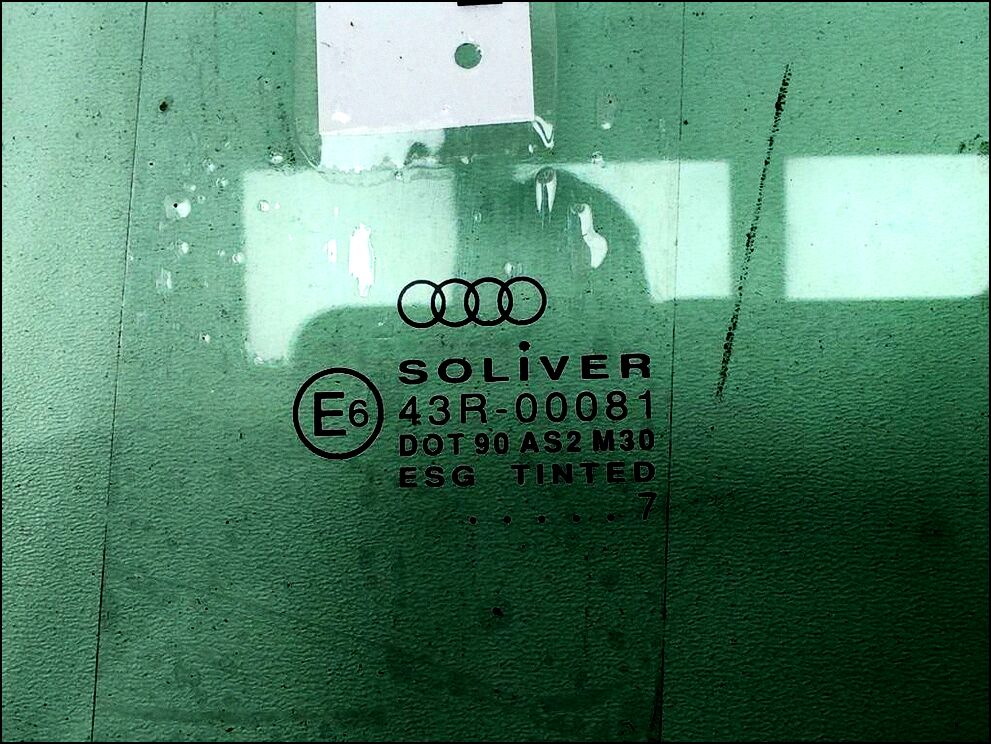 SOLiVER
E6 43R-00081
DOT 90 AS2 M30
ESG TINTED
. . . . . 7